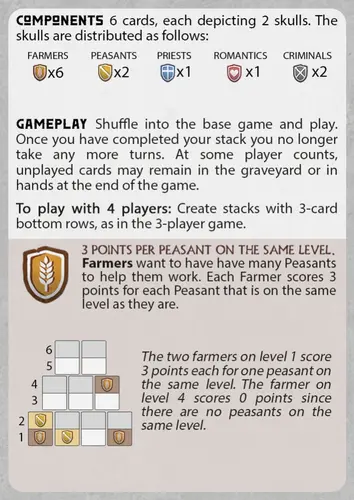 COMPONENTS 6 cards, each depicting 2 skulls. The
skulls are distributed as follows:
FARMERS PEASANTS PRIESTS ROMANTICS CRIMINALS
x6 x2 x1 x1 x2
GAMEPLAY Shuffle into the base game and play.
Once you have completed your stack you no longer
take any more turns. At some player counts,
unplayed cards may remain in the graveyard or in
hands at the end of the game.
To play with 4 players: Create stacks with 3-card
bottom rows, as in the 3-player game.
3 POINTS PER PEASANT ON THE SAME LEVEL.
Farmers want to have have many Peasants
to help them work. Each Farmer scores 3
points for each Peasant that is on the same
level as they are.
6
5
4
3
2
1
The two farmers on level 1 score
3 points each for one peasant on
the same level. The farmer on
level 4 scores 0 points since
there are no peasants on the
same level.